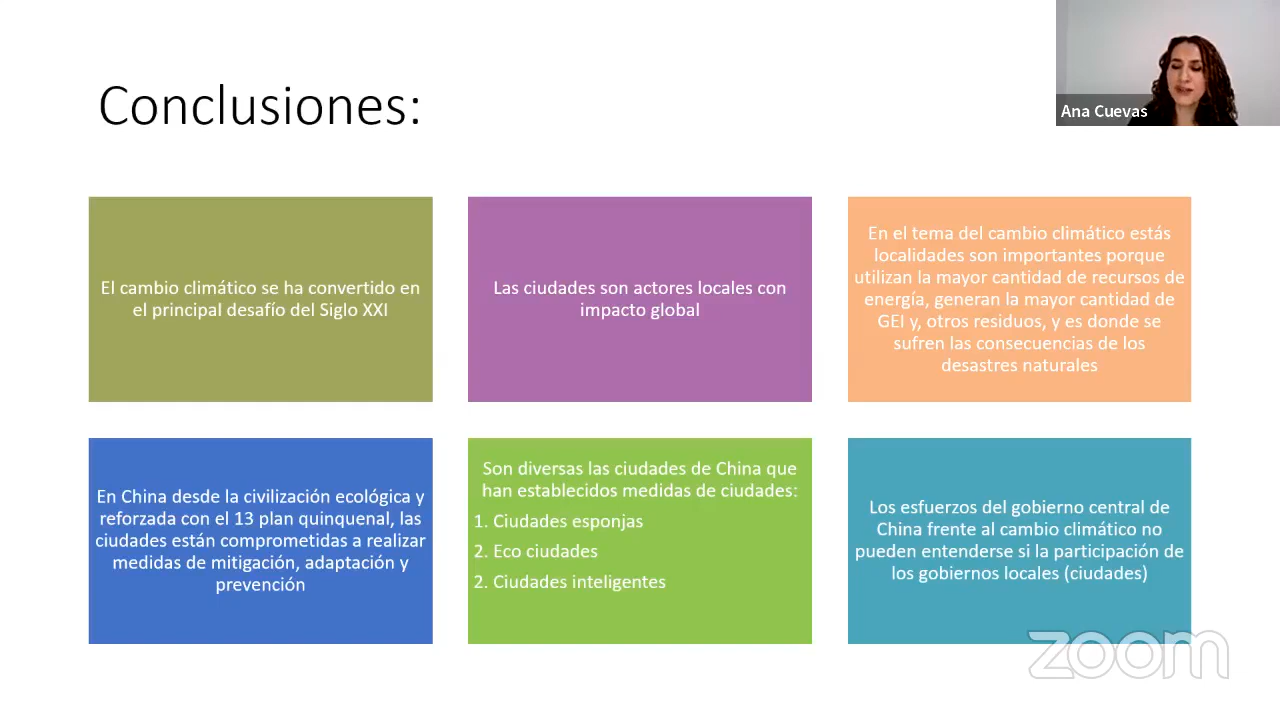 Conclusiones:
Ana Cuevas
El cambio climático se ha convertido en
el principal desafío del Siglo XXI
Las ciudades son actores locales con
impacto global
En el tema del cambio climático estás
localidades son importantes porque
utilizan la mayor cantidad de recursos de
energía, generan la mayor cantidad de
GEI y, otros residuos, y es donde se
sufren las consecuencias de los
desastres naturales
En China desde la civilización ecológica y
reforzada con el 13 plan quinquenal, las
ciudades están comprometidas a realizar
medidas de mitigación, adaptación y
prevención
Son diversas las ciudades de China que
han establecidos medidas de ciudades:
1. Ciudades esponjas
2. Eco ciudades
2. Ciudades inteligentes
Los esfuerzos del gobierno central de
China frente al cambio climático no
pueden entenderse si la participación de
los gobiernos locales (ciudades)
zoom